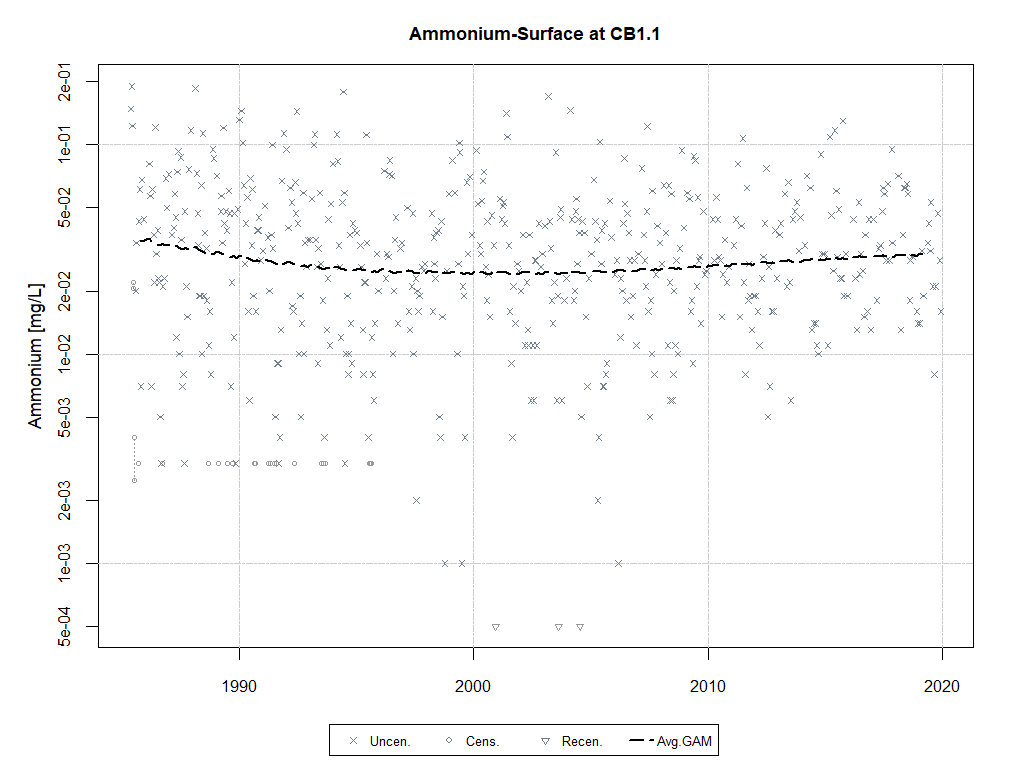 Ammonium-Surface at CB1.1
Ammonium [mg/L]
2e-01
1e-01
5e-02
2e-02
1e-02
5e-03
2e-03
1e-03
5e-04
1990 2000 2010 2020
Uncen. Cens. Recen. Avg.GAM